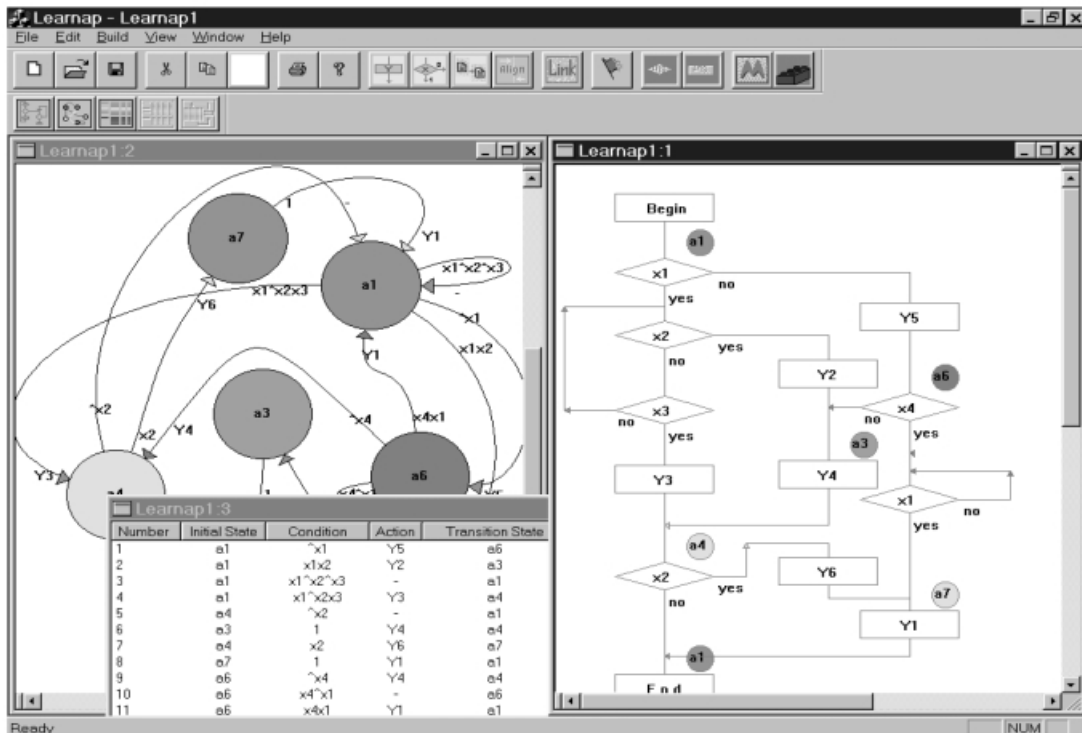 Learnap - Learnap1
File Edit Build View Window Help
Align Link
Learnap1:2
a7
1
-
Y1
a1
x1^x2^x3
-
x1^x2x3
^x1
Y6
x1x2
Y1
a3
^x4
x4x1
^x2
x2
Y4
a6
Y3
a4
1
x4^x1
Y5
Learnap1:3
Number Initial State Condition Action Transition State
1 a1 ^x1 Y5 a6
2 a1 x1x2 Y2 a3
3 a1 x1^x2^x3 - a1
4 a1 x1^x2x3 Y3 a4
5 a4 ^x2 - a1
6 a3 1 Y4 a4
7 a4 x2 Y6 a7
8 a7 1 Y1 a1
9 a6 ^x4 Y4 a4
10 a6 x4^x1 - a6
11 a6 x4x1 Y1 a1
Learnap1:1
Begin
a1
x1
no
yes
Y5
x2
yes
no
Y2
a6
x3
no
yes
x4
no
yes
a3
Y3
Y4
x1
no
yes
a4
x2
yes
no
Y6
a7
Y1
a1
End
Ready
NUM